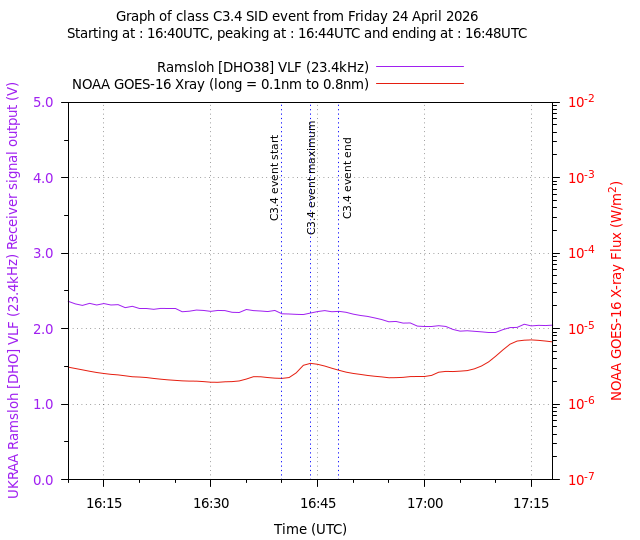 Graph of class C3.4 SID event from Friday 24 April 2026
Starting at : 16:40UTC, peaking at : 16:44UTC and ending at : 16:48UTC
Ramsloh [DHO38] VLF (23.4kHz)
NOAA GOES-16 Xray (long = 0.1nm to 0.8nm)
UKRAA Ramsloh [DHO] VLF (23.4kHz) Receiver signal output (V)
5.0
4.0
3.0
2.0
1.0
0.0
C3.4 event start
C3.4 event maximum
C3.4 event end
10-2
10-3
10-4
10-5
10-6
10-7
NOAA GOES-16 X-ray Flux (W/m2)
16:15
16:30
16:45
17:00
17:15
Time (UTC)